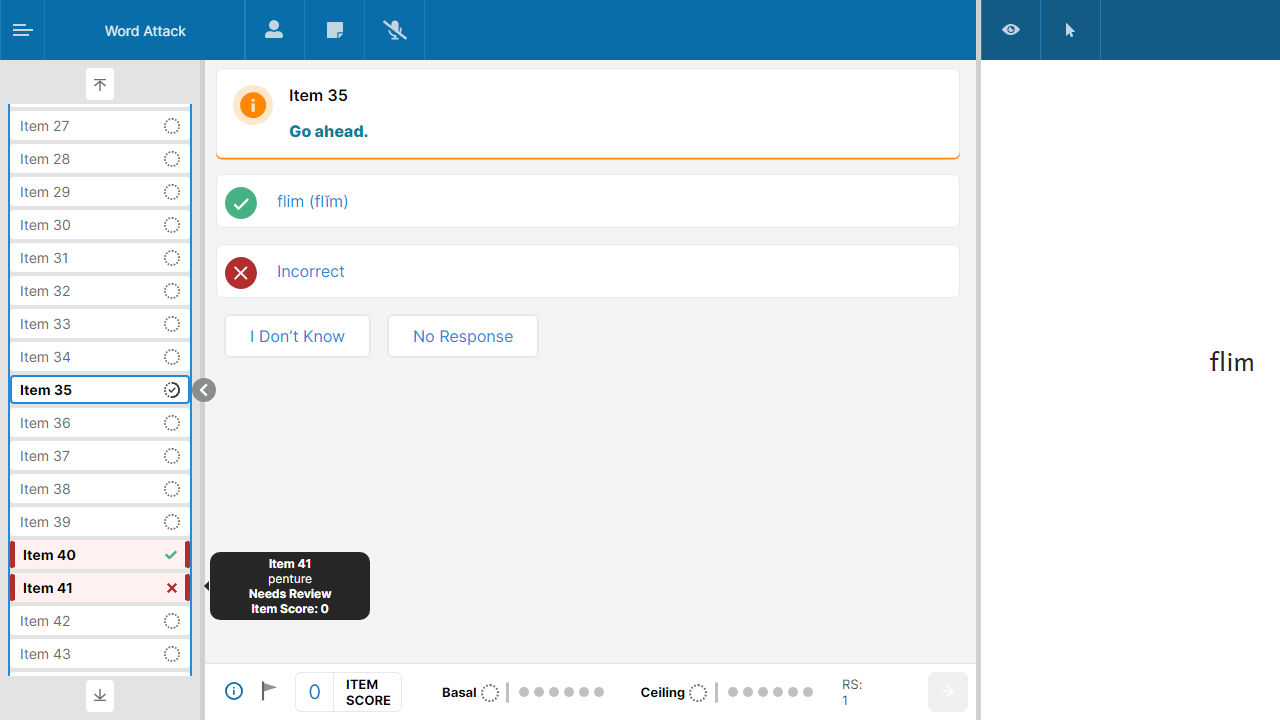 Word Attack
Item 27
Item 28
Item 29
Item 30
Item 31
Item 32
Item 33
Item 34
Item 35
Item 36
Item 37
Item 38
Item 39
Item 40
Item 41
Item 42
Item 43
Item 35
Go ahead.
flim (flĭm)
Incorrect
I Don’t Know
No Response
Item 41
penture
Needs Review
Item Score: 0
0
ITEM
SCORE
Basal
Ceiling
RS:
1
flim